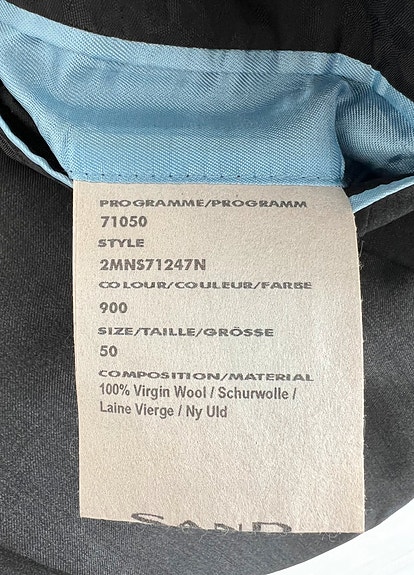 PROGRAMME/PROGRAMM
71050
STYLE
2MNS71247N
COLOUR/COULEUR/FARBE
900
SIZE/TAILLE/GRÖSSE
50
COMPOSITION/MATERIAL
100% Virgin Wool / Schurwolle /
Laine Vierge / Ny Uld
SAND